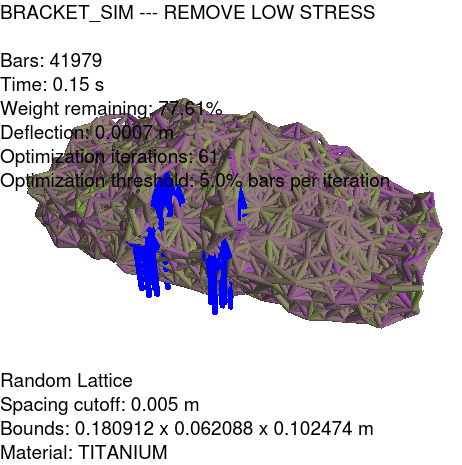 BRACKET_SIM --- REMOVE LOW STRESS
Bars: 41979
Time: 0.15 s
Weight remaining: 77.61%
Deflection: 0.0007 m
Optimization iterations: 61
Optimization threshold: 5.0% bars per iteration
Random Lattice
Spacing cutoff: 0.005 m
Bounds: 0.180912 x 0.062088 x 0.102474 m
Material: TITANIUM